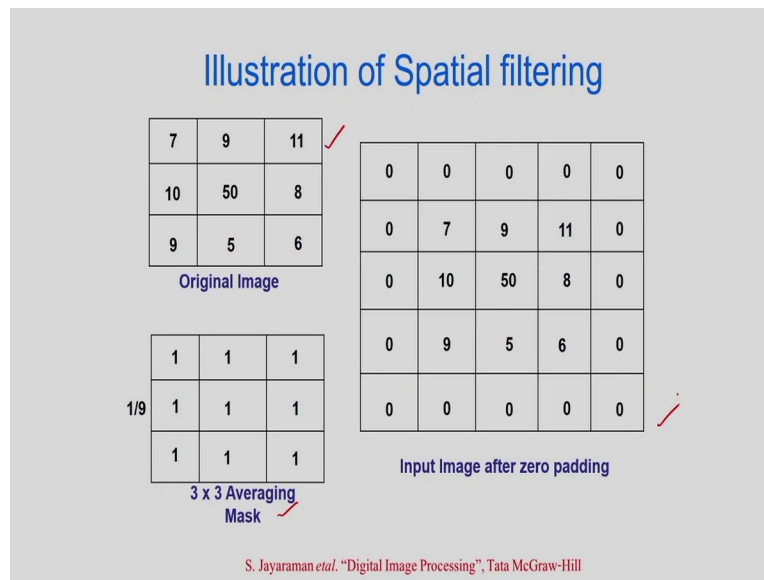 Illustration of Spatial filtering
7 9 11
10 50 8
9 5 6
Original Image
1 1 1
1/9 1 1 1
1 1 1
3 x 3 Averaging
Mask
0 0 0 0 0
0 7 9 11 0
0 10 50 8 0
0 9 5 6 0
0 0 0 0 0
Input Image after zero padding
S. Jayaraman etal. “Digital Image Processing”, Tata McGraw-Hill